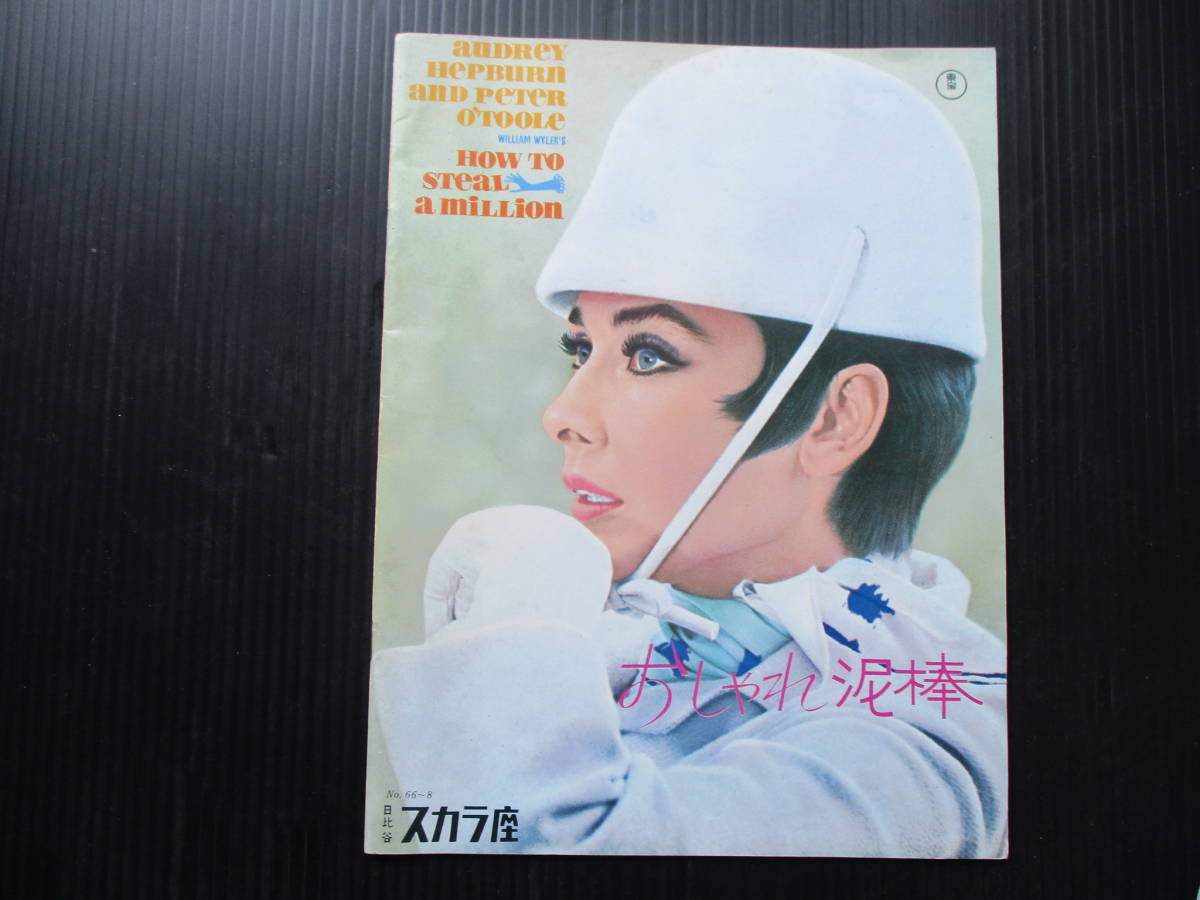 AUDREY
HEPBURN
AND PETER
O'TOOLE
WILLIAM WYLER'S
HOW TO
STEAL
A MILLION
東宝
おしゃれ泥棒
No. 66~8
日比谷 スカラ座